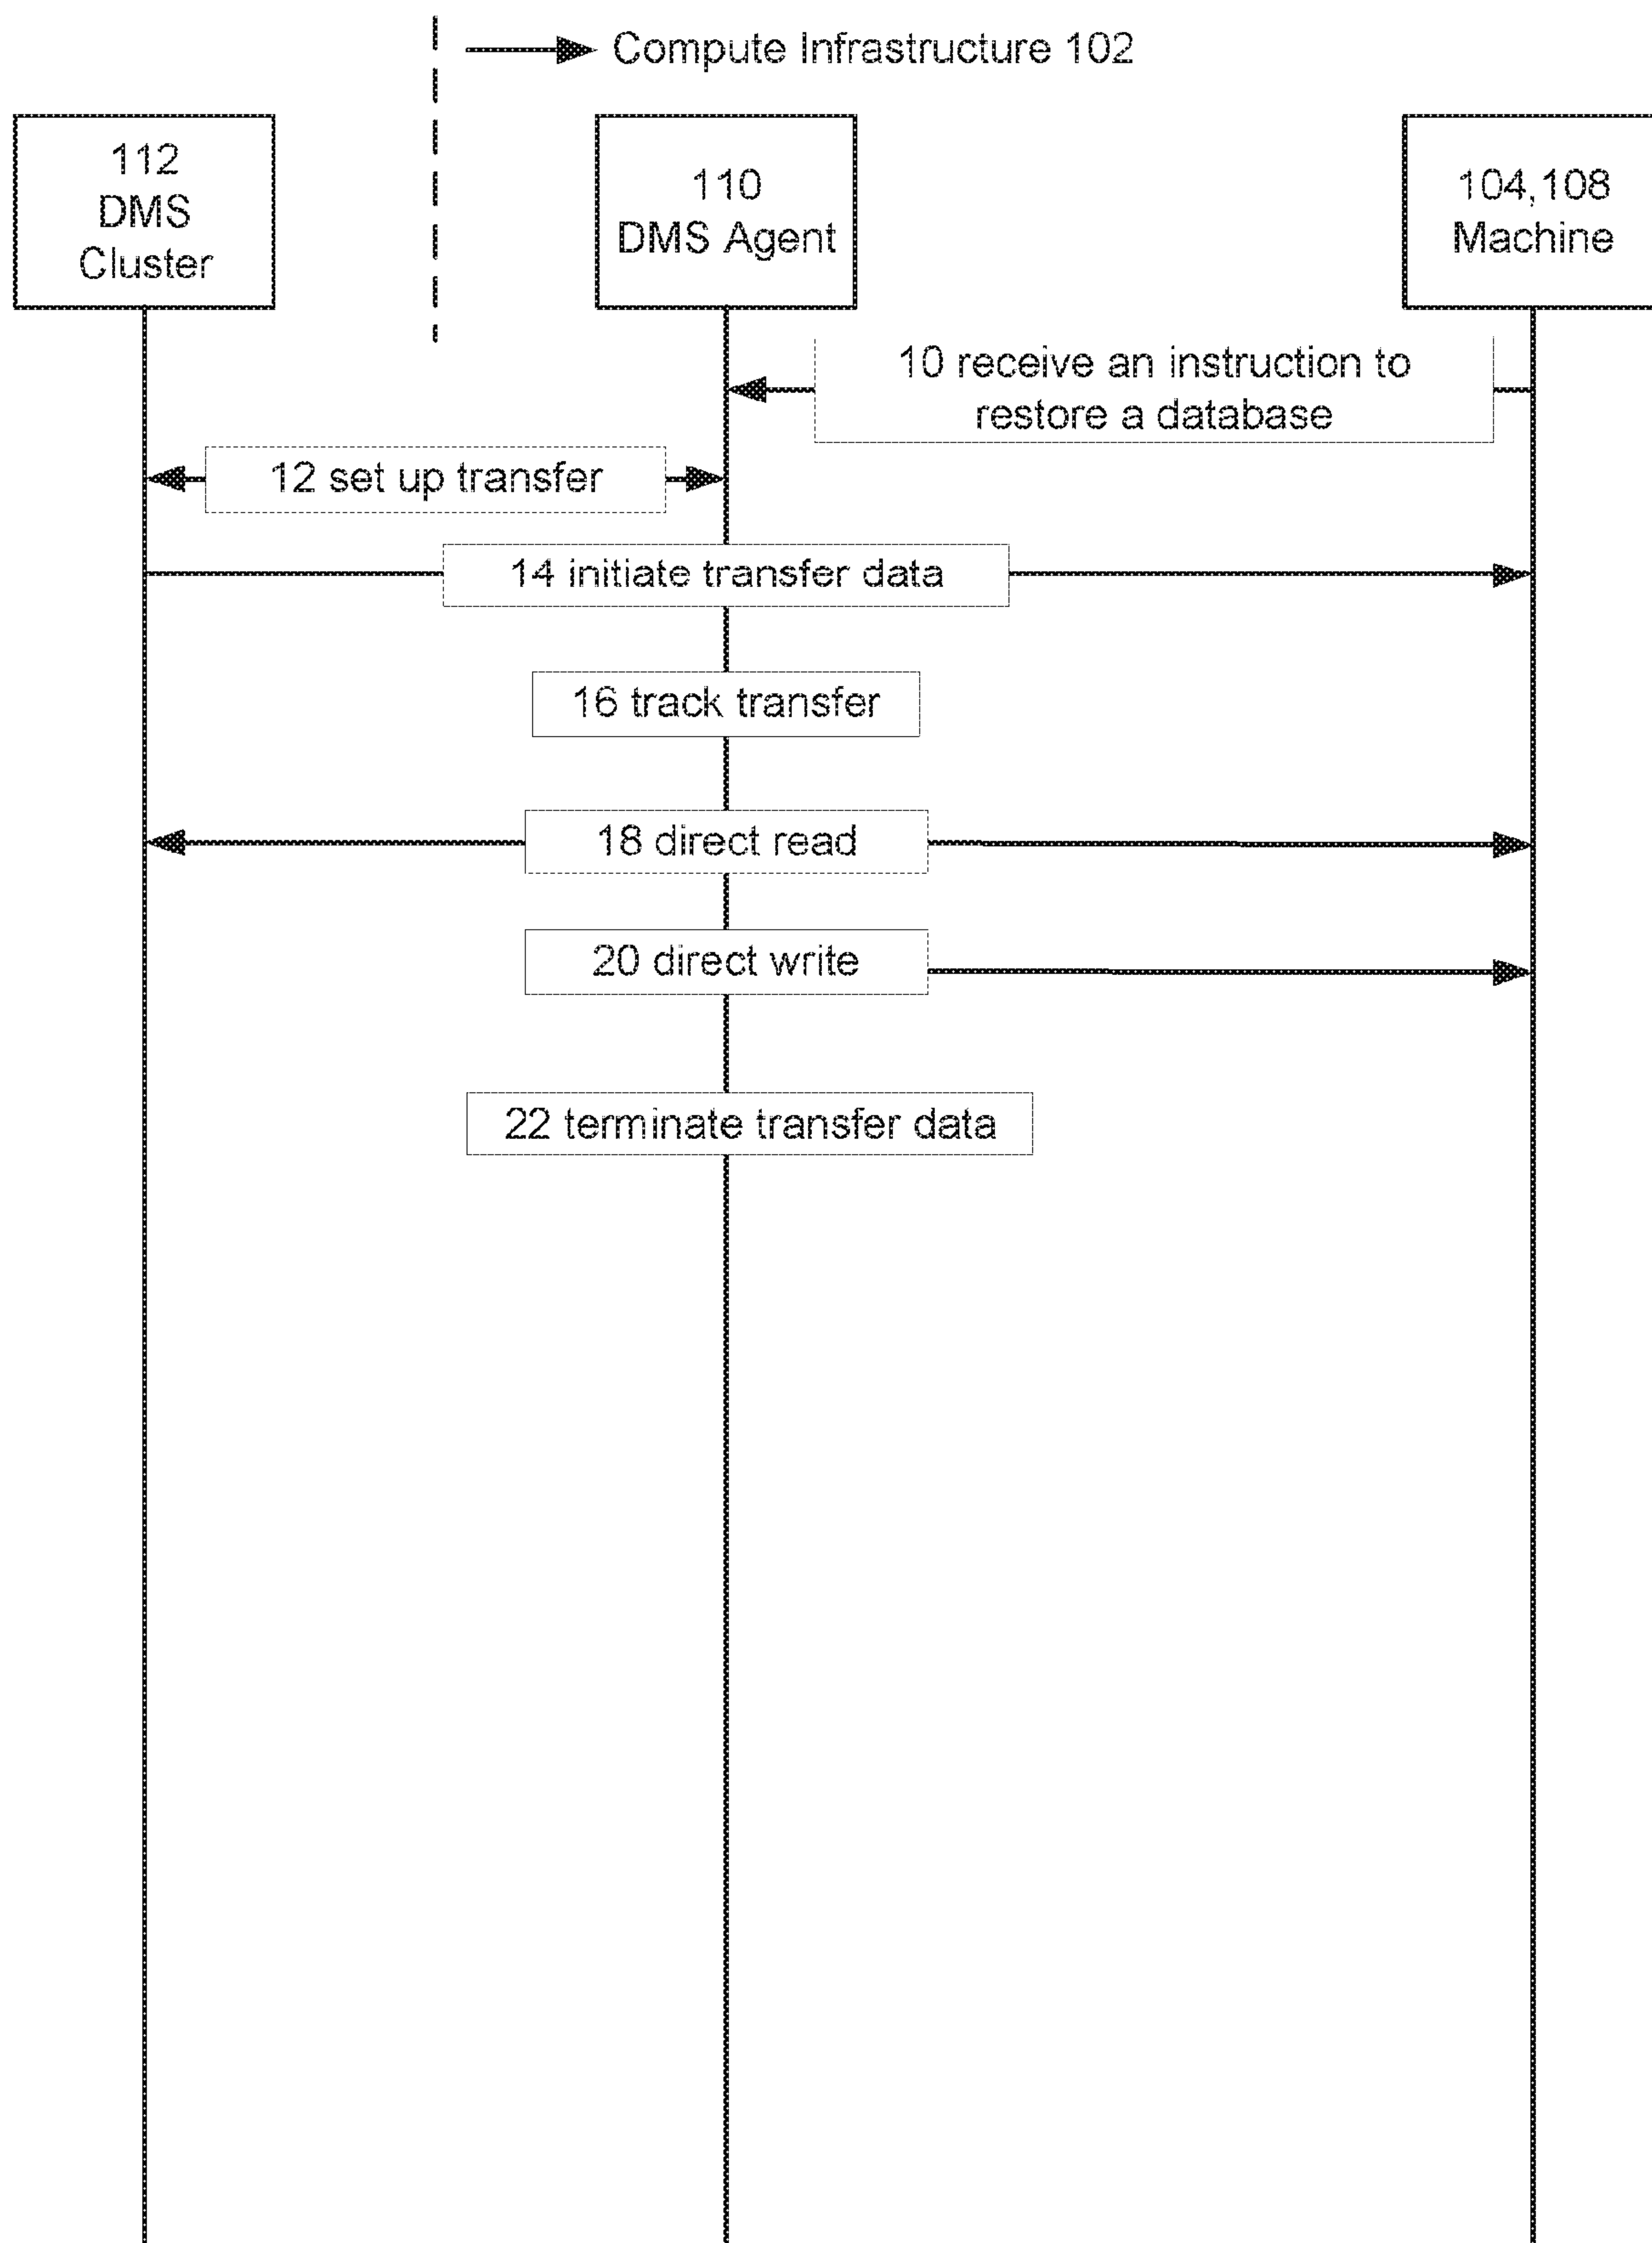 Compute Infrastructure 102
112
DMS
Cluster
110
DMS Agent
104,108
Machine
10 receive an instruction to
restore a database
12 set up transfer
14 initiate transfer data
16 track transfer
18 direct read
20 direct write
22 terminate transfer data